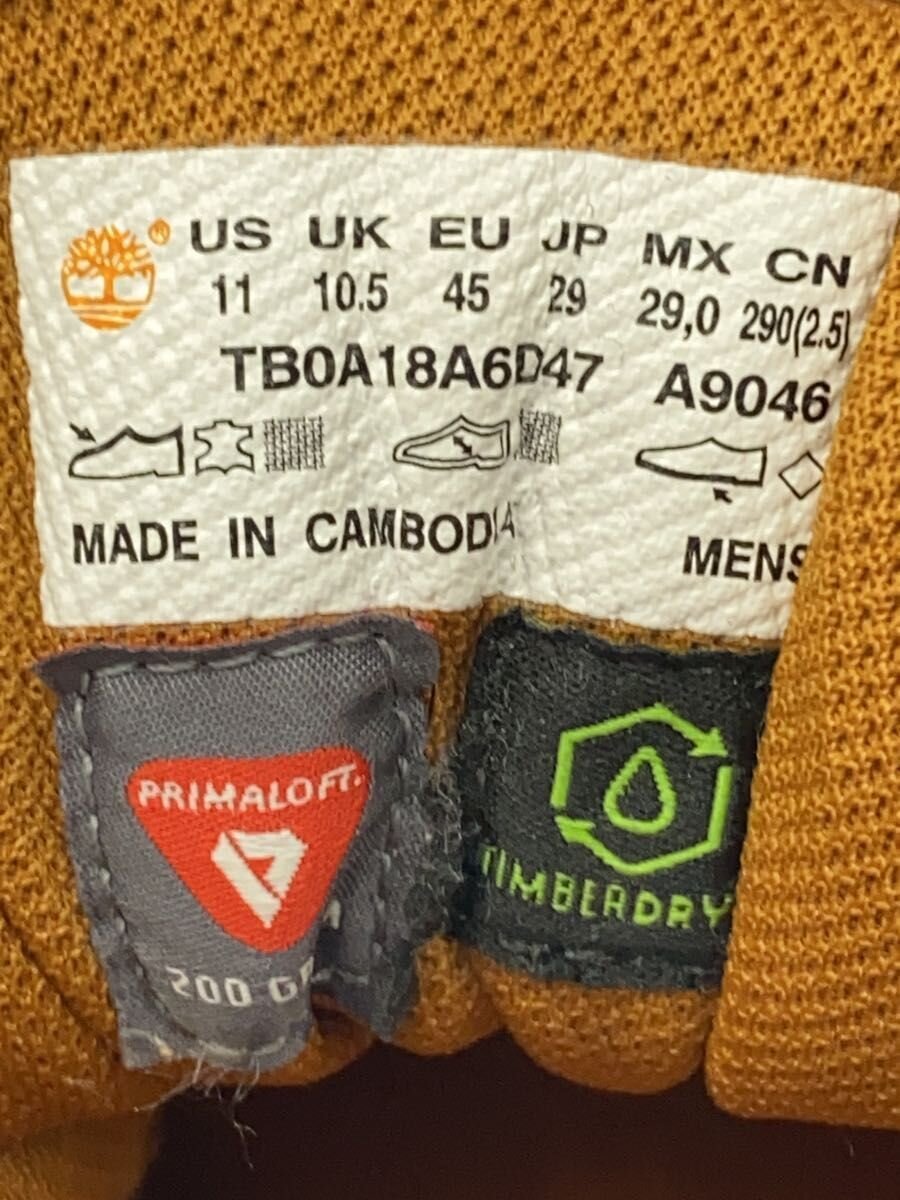 ® US UK EU JP MX CN
11 10.5 45 29 29,0 290(2.5)
TB0A18A6D47 A9046
MADE IN CAMBODIA
MENS
PRIMALOFT.
200
TIMBERDRY